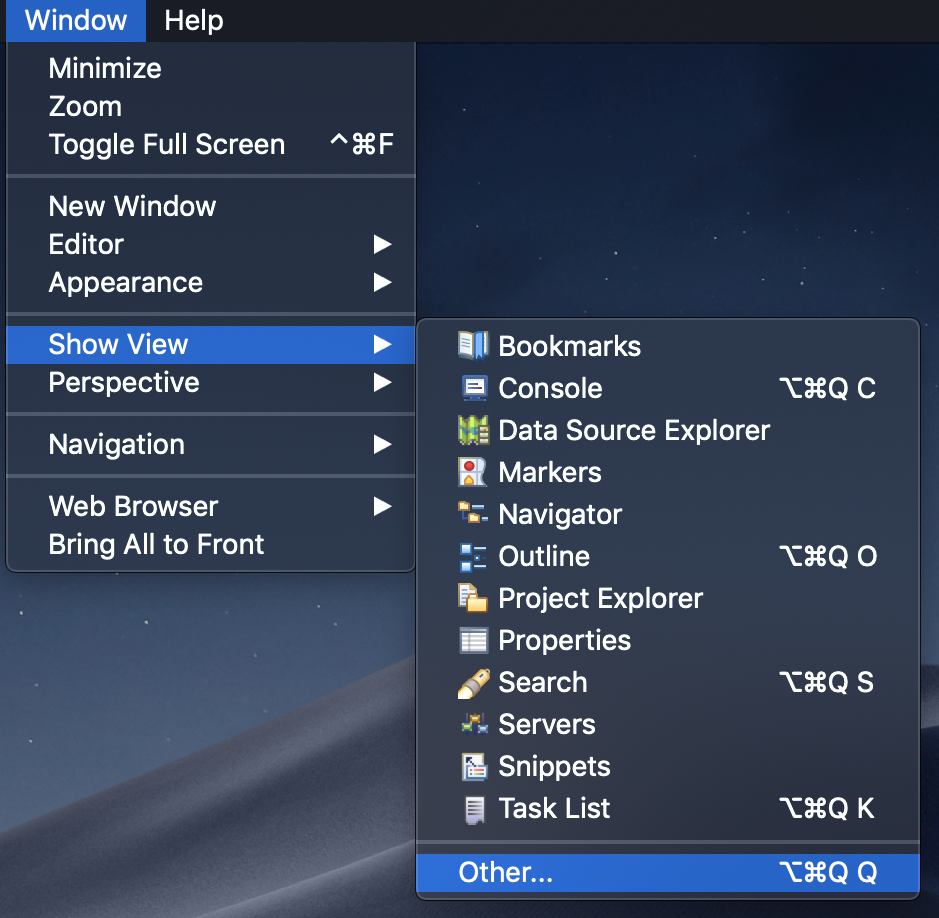 Window Help
Minimize
Zoom
Toggle Full Screen ^⌘F
New Window
Editor ▶
Appearance ▶
Show View ▶
Perspective ▶
Navigation ▶
Web Browser ▶
Bring All to Front
Bookmarks
Console ⌥⌘Q C
Data Source Explorer
Markers
Navigator
Outline ⌥⌘Q O
Project Explorer
Properties
Search ⌥⌘Q S
Servers
Snippets
Task List ⌥⌘Q K
Other... ⌥⌘Q Q